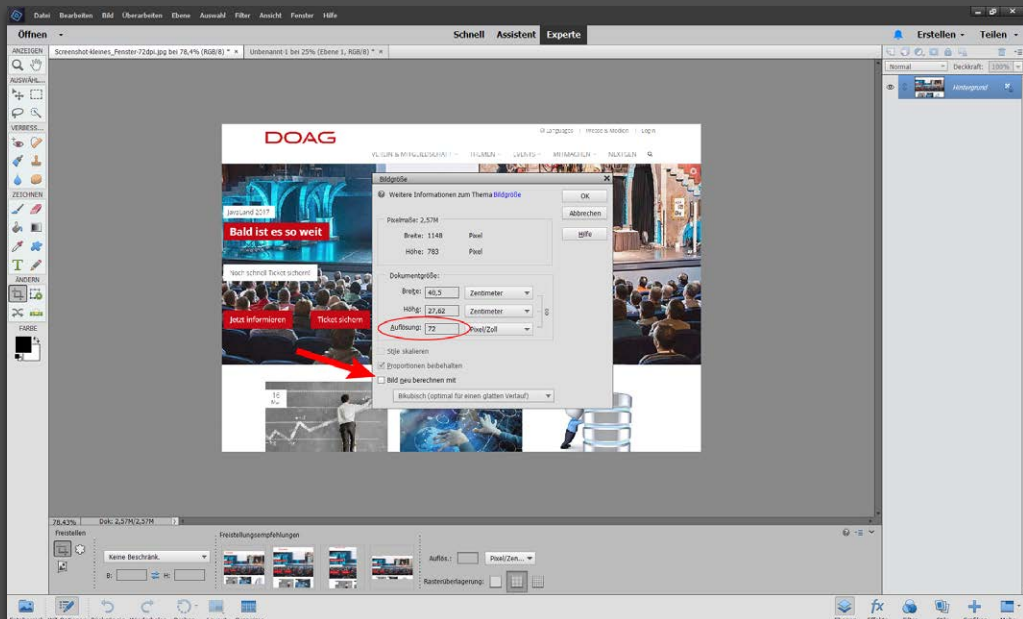 Datei Bearbeiten Bild Überarbeiten Ebene Auswahl Filter Ansicht Fenster Hilfe
Öffnen
Schnell Assistent Experte
Erstellen Teilen
ANZEIGEN
Screenshot-kleines_Fenster-72dpi.jpg bei 78,4% (RGB/8) * × Unbenannt-1 bei 25% (Ebene 1, RGB/8) * ×
Normal Deckkraft: 100%
AUSWÄHL...
Hintergrund
VERBESS...
ZEICHNEN
ÄNDERN
FARBE
DOAG
Languages | Presse & Medien | Login
VEREIN & MITGLIEDSCHAFT THEMEN EVENTS MITMACHEN NEXTGEN
JavaLand 2017
Bald ist es so weit
Noch schnell Ticket sichern!
Jetzt informieren Ticket sichern
16
Bildgröße
Weitere Informationen zum Thema Bildgröße
OK
Abbrechen
Hilfe
Pixelmaße: 2,57M
Breite: 1148 Pixel
Höhe: 783 Pixel
Dokumentgröße:
Breite: 40,5 Zentimeter
Höhe: 27,62 Zentimeter
Auflösung: 72 Pixel/Zoll
Stile skalieren
Proportionen beibehalten
Bild neu berechnen mit
Bikubisch (optimal für einen glatten Verlauf)
78,43% Dok: 2,57M/2,57M
Freistellen
Keine Beschränk.
B: H:
Freistellungsempfehlungen
Auflös.: Pixel/Zen...
Rasterüberlagerung: